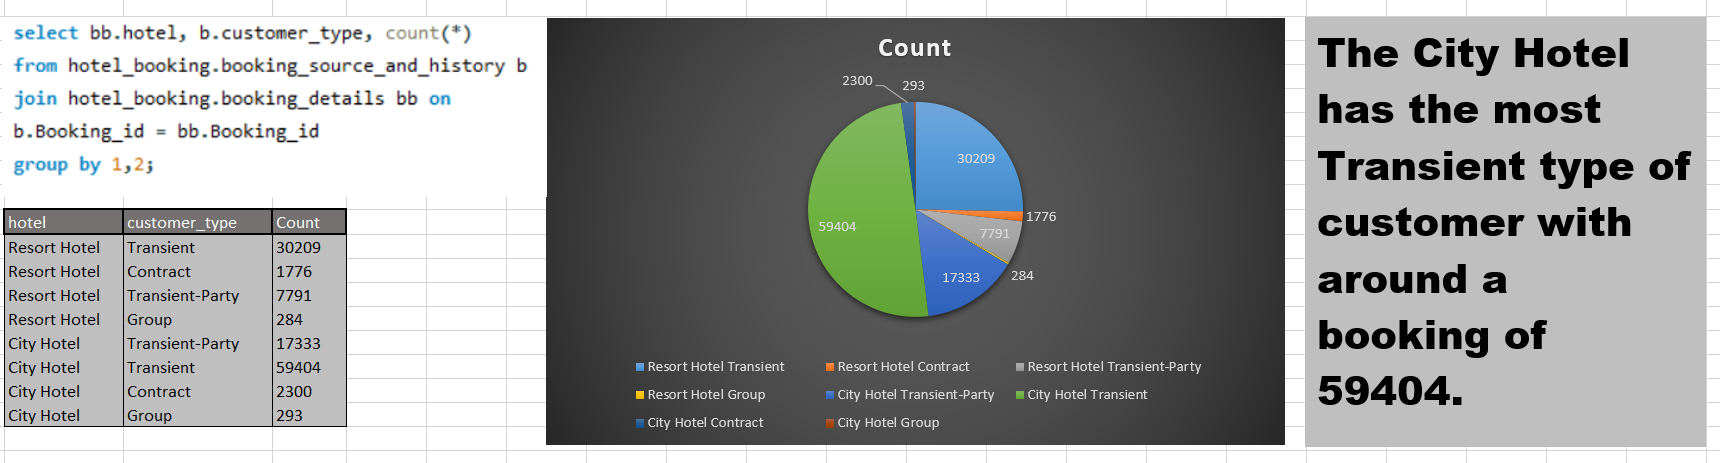 select bb.hotel, b.customer_type, count(*)
from hotel_booking.booking_source_and_history b
join hotel_booking.booking_details bb on
b.Booking_id = bb.Booking_id
group by 1,2;
hotel customer_type Count
Resort Hotel Transient 30209
Resort Hotel Contract 1776
Resort Hotel Transient-Party 7791
Resort Hotel Group 284
City Hotel Transient-Party 17333
City Hotel Transient 59404
City Hotel Contract 2300
City Hotel Group 293
Count
2300
293
30209
1776
59404
7791
17333
284
Resort Hotel Transient Resort Hotel Contract Resort Hotel Transient-Party
Resort Hotel Group City Hotel Transient-Party City Hotel Transient
City Hotel Contract City Hotel Group
The City Hotel
has the most
Transient type of
customer with
around a
booking of
59404.